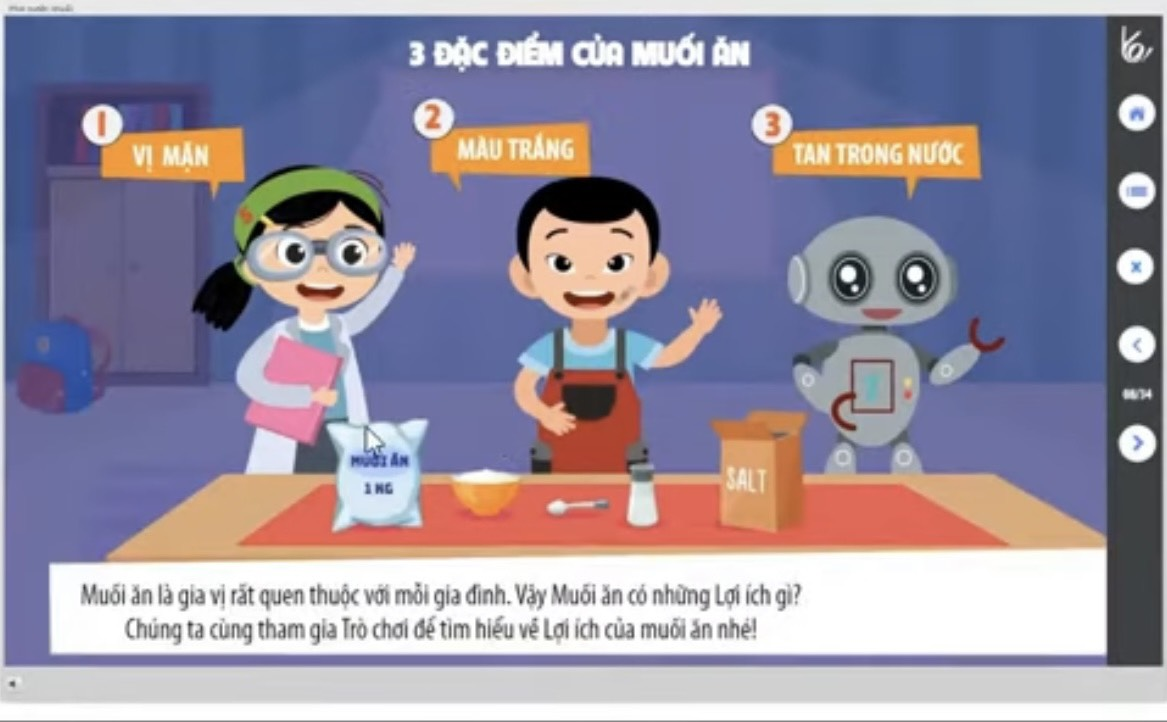 3 ĐẶC ĐIỂM CỦA MUỐI ĂN
1
VỊ MẶN
2
MÀU TRẮNG
3
TAN TRONG NƯỚC
MUỐI ĂN
1 KG
SALT
08/34
Muối ăn là gia vị rất quen thuộc với mỗi gia đình. Vậy Muối ăn có những Lợi ích gì?
Chúng ta cùng tham gia Trò chơi để tìm hiểu về Lợi ích của muối ăn nhé!